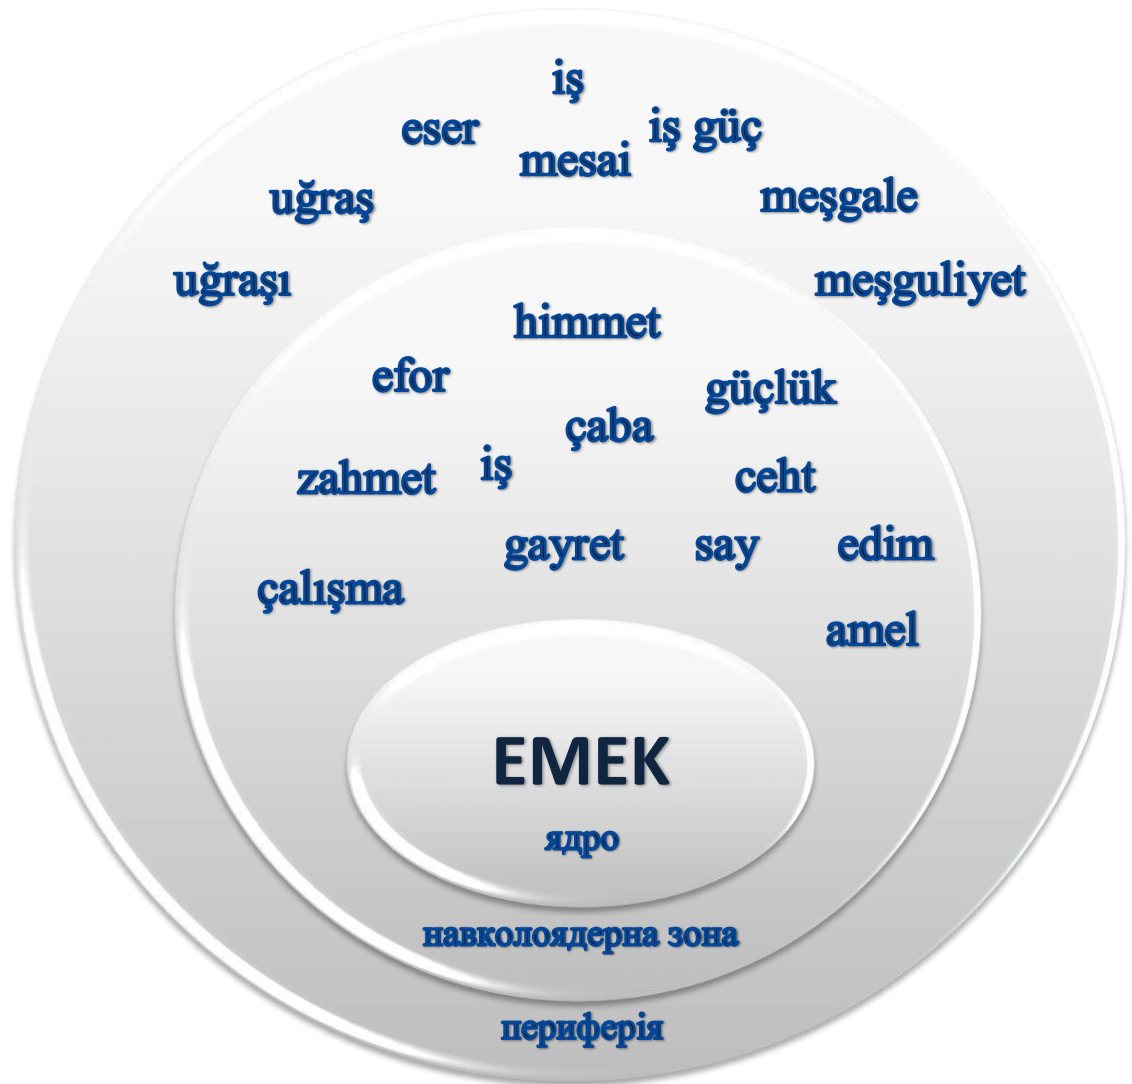 iş
eser
iş güç
mesai
uğraş
meşgale
uğraşı
meşguliyet
himmet
efor
güçlük
çaba
zahmet
iş
ceht
gayret
say
edim
çalışma
amel
EMEK
ядро
навколоядерна зона
периферія